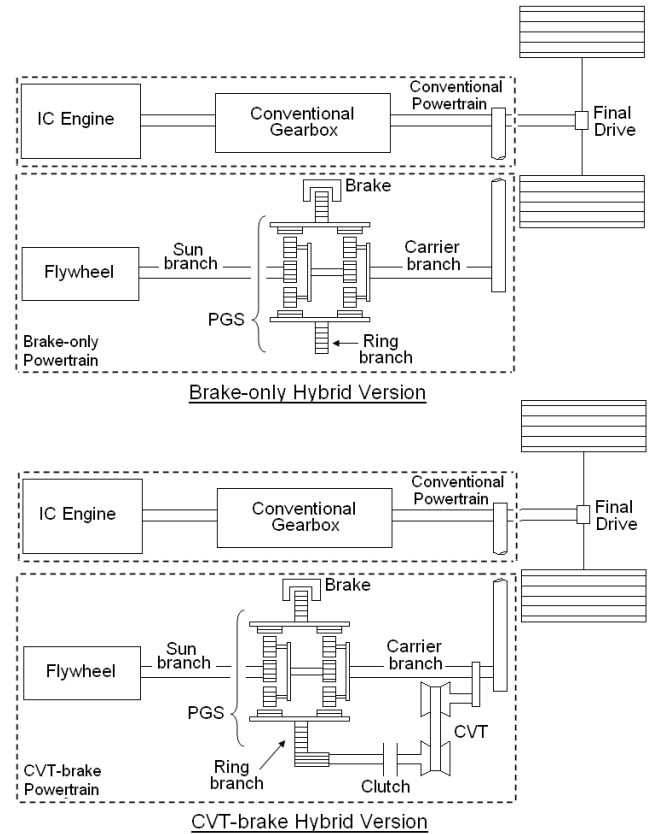 Conventional
Powertrain
IC Engine
Conventional
Gearbox
Final
Drive
Brake
Sun
branch
Carrier
branch
Flywheel
PGS
Ring
branch
Brake-only
Powertrain
Brake-only Hybrid Version
Conventional
Powertrain
IC Engine
Conventional
Gearbox
Final
Drive
Brake
Sun
branch
Carrier
branch
Flywheel
PGS
CVT
Ring
branch
Clutch
CVT-brake
Powertrain
CVT-brake Hybrid Version